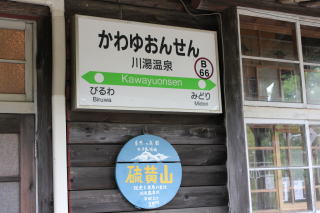 かわゆおんせん
川湯温泉
B
66
Kawayuonsen
びるわ
Biruwa
みどり
Midori
硫黄山